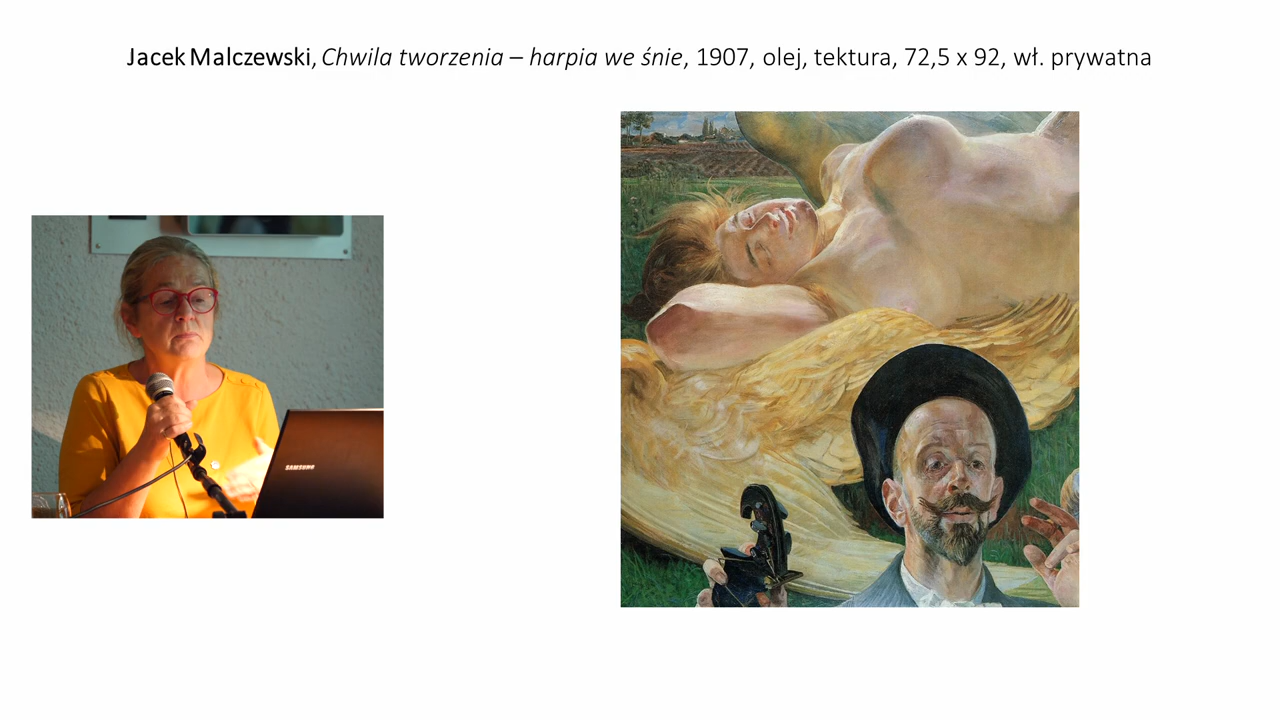 Jacek Malczewski, Chwila tworzenia – harpia we śnie, 1907, olej, tektura, 72,5 x 92, wł. prywatna
SAMSUNG